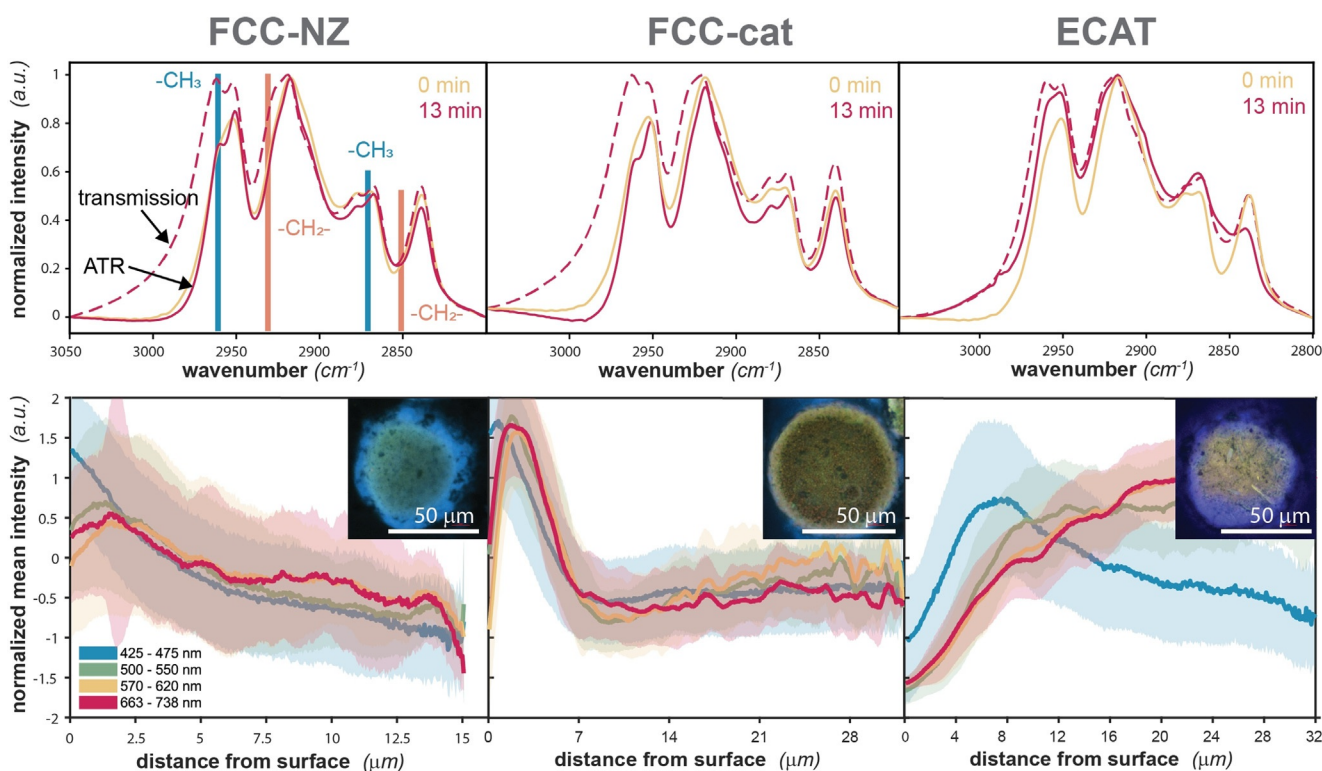 FCC-NZ FCC-cat ECAT
normalized intensity (a.u.)
1
0.8
0.6
0.4
0.2
0
-CH₃
0 min
13 min
-CH₃
transmission
-CH₂-
ATR
-CH₂-
0 min
13 min
0 min
13 min
3050 3000 2950 2900 2850
3000 2950 2900 2840
3000 2950 2900 2840 2800
wavenumber (cm⁻¹) wavenumber (cm⁻¹) wavenumber (cm⁻¹)
normalized mean intensity (a.u.)
2
1.5
1
0.5
0
-0.5
-1
-1.5
-2
50 μm
50 μm
50 μm
425 - 475 nm
500 - 550 nm
570 - 620 nm
663 - 738 nm
0 2.5 5 7.5 10 12.5 15
0 7 14 21 28
0 4 8 12 16 20 24 28 32
distance from surface (μm) distance from surface (μm) distance from surface (μm)